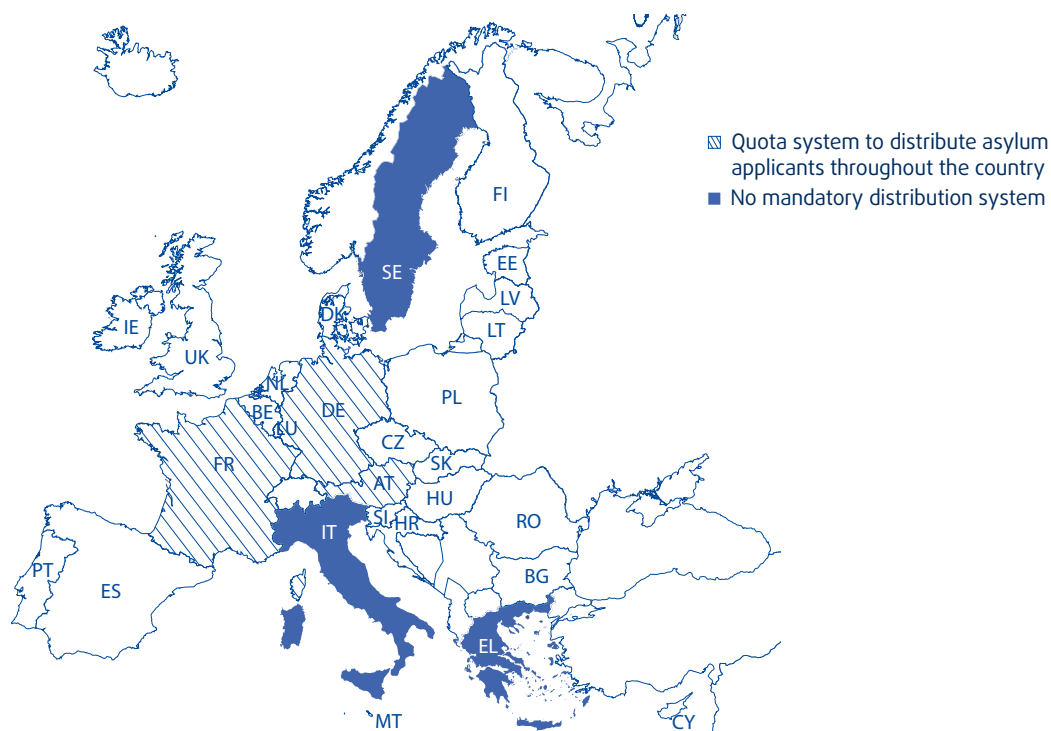 Quota system to distribute asylum
applicants throughout the country
No mandatory distribution system
FI
SE
EE
LV
DK
LT
IE
UK
NL
PL
BE
DE
LU
CZ
FR
SK
AT
HU
SI
HR
RO
IT
PT
ES
BG
EL
MT
CY